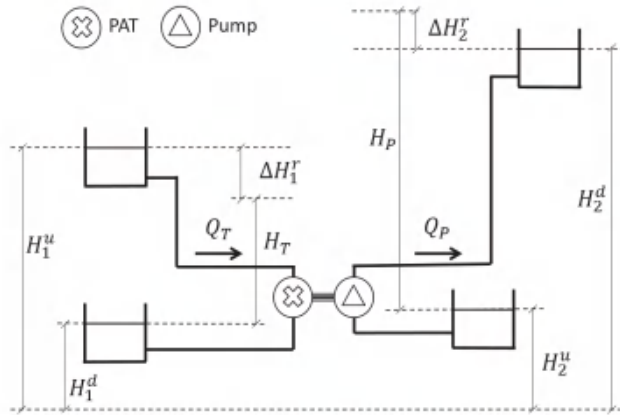 PAT
Pump
ΔH₂ʳ
H_P
ΔH₁ʳ
H₂ᵈ
H₁ᵘ
Q_T
H_T
Q_P
H₁ᵈ
H₂ᵘ